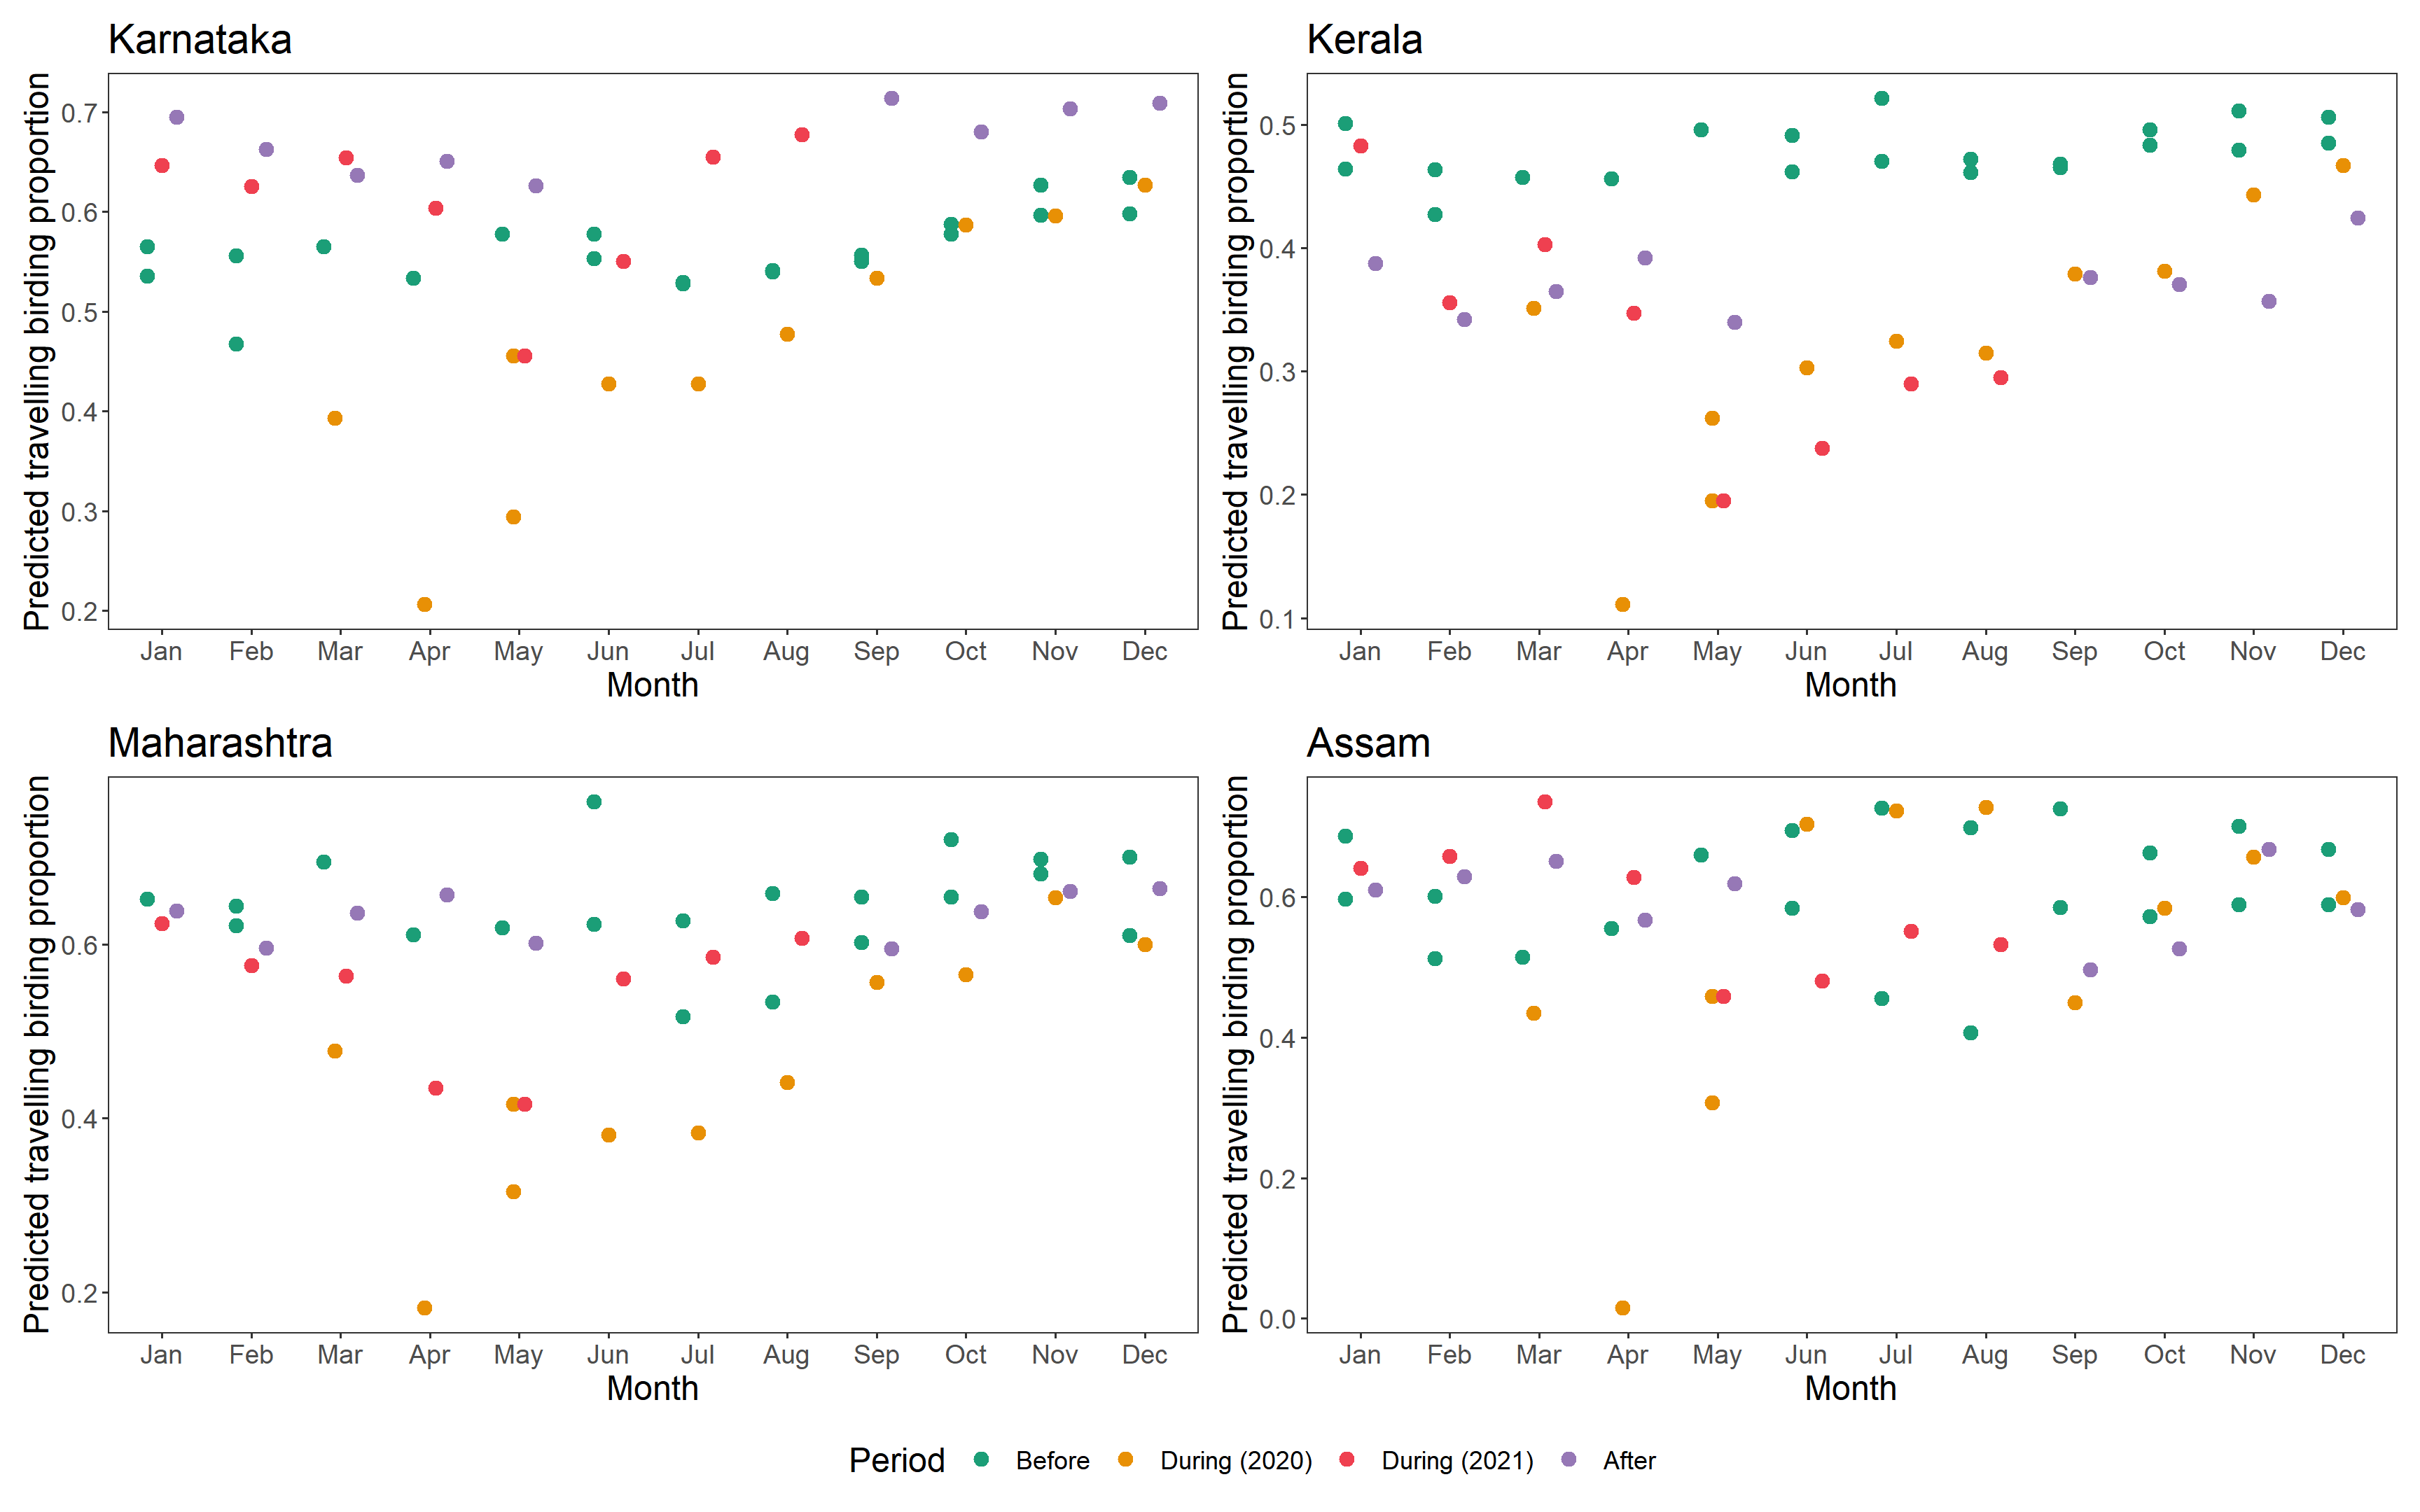 Karnataka
Predicted travelling birding proportion
0.7
0.6
0.5
0.4
0.3
0.2
Jan Feb Mar Apr May Jun Jul Aug Sep Oct Nov Dec
Month
Kerala
Predicted travelling birding proportion
0.5
0.4
0.3
0.2
0.1
Jan Feb Mar Apr May Jun Jul Aug Sep Oct Nov Dec
Month
Maharashtra
Predicted travelling birding proportion
0.6
0.4
0.2
Jan Feb Mar Apr May Jun Jul Aug Sep Oct Nov Dec
Month
Assam
Predicted travelling birding proportion
0.6
0.4
0.2
0.0
Jan Feb Mar Apr May Jun Jul Aug Sep Oct Nov Dec
Month
Period Before During (2020) During (2021) After